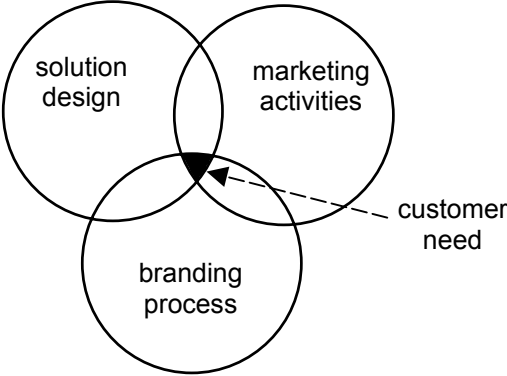 solution
design
marketing
activities
customer
need
branding
process